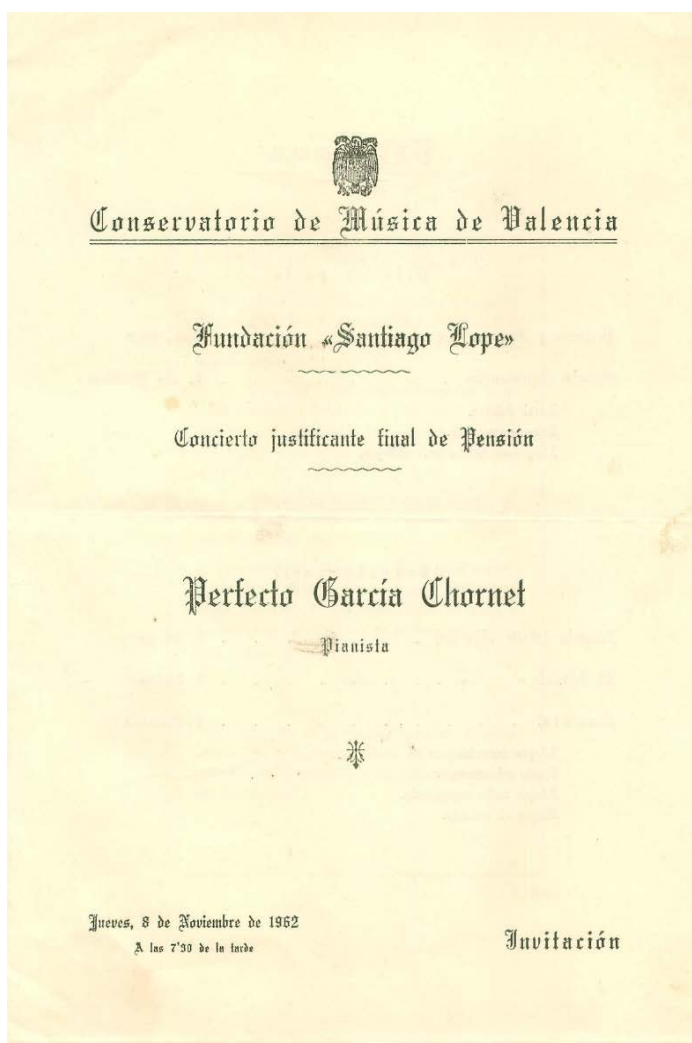 Conservatorio de Música de Valencia
Fundación «Santiago Lope»
Concierto justificante final de Pensión
Perfecto García Chornet
Pianista
Jueves, 8 de Noviembre de 1962
A las 7'30 de la tarde
Invitación